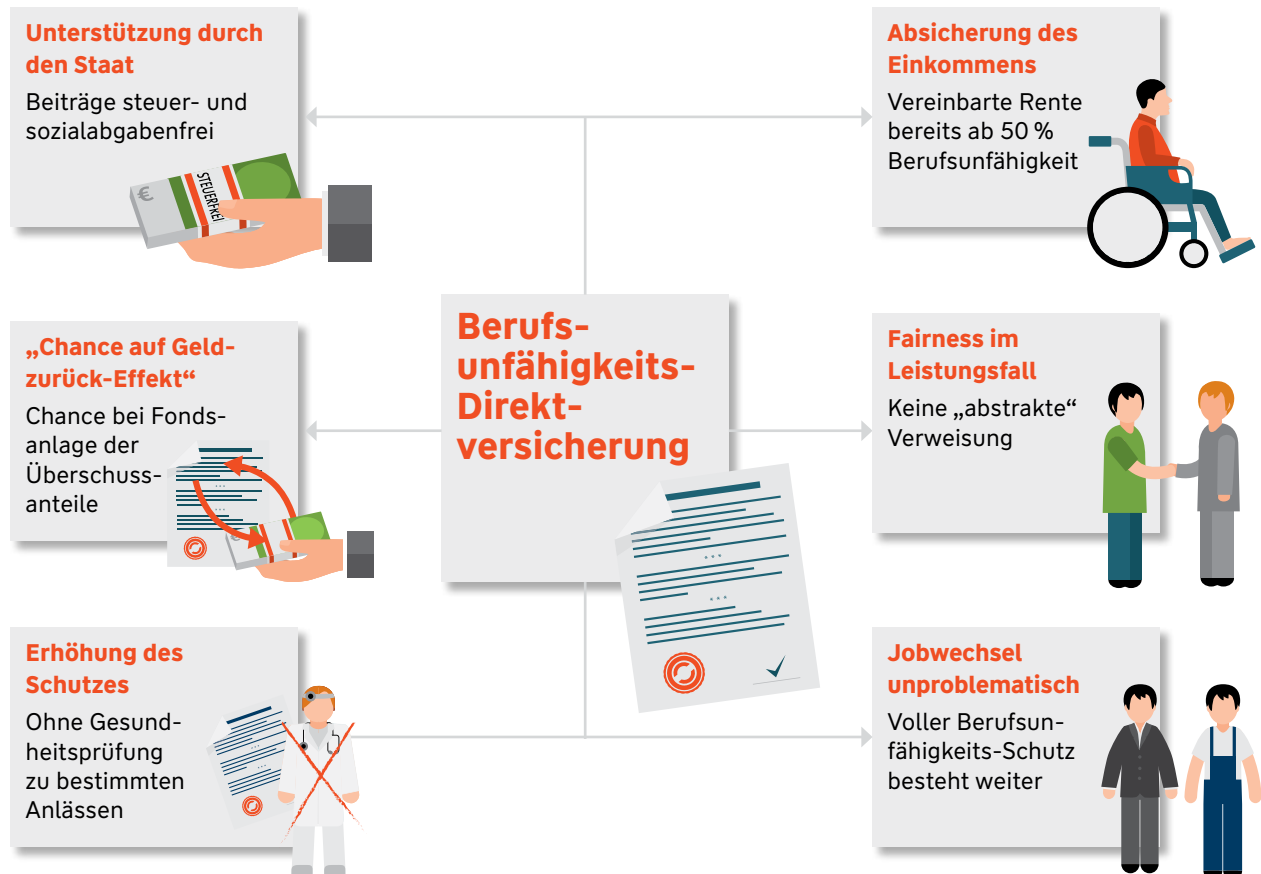 Unterstützung durch
den Staat
Beiträge steuer- und
sozialabgabenfrei
€
STEUERFREI
Absicherung des
Einkommens
Vereinbarte Rente
bereits ab 50 %
Berufsunfähigkeit
„Chance auf Geld-
zurück-Effekt“
Chance bei Fonds-
anlage der
Überschuss-
anteile
€
Berufs-
unfähigkeits-
Direkt-
versicherung
Fairness im
Leistungsfall
Keine „abstrakte“
Verweisung
Erhöhung des
Schutzes
Ohne Gesund-
heitsprüfung
zu bestimmten
Anlässen
Jobwechsel
unproblematisch
Voller Berufsun-
fähigkeits-Schutz
besteht weiter